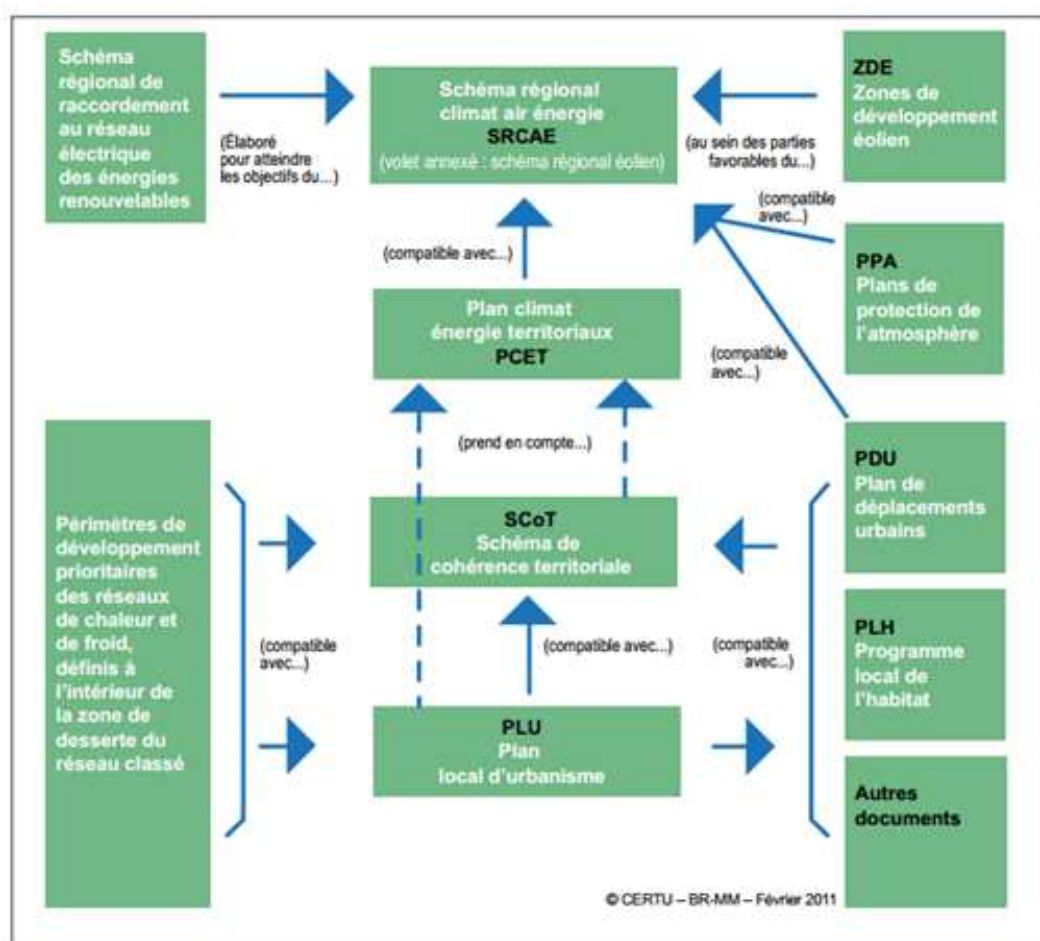 Schéma
régional de
raccordement
au réseau
électrique
des énergies
renouvelables
(Élaboré
pour atteindre
les objectifs du...)
Schéma régional
climat air énergie
SRCAE
(volet annexé : schéma régional éolien)
(au sein des parties
favorables du...)
ZDE
Zones de
développement
éolien
(compatible
avec...)
PPA
Plans de
protection de
l'atmosphère
(compatible avec...)
Plan climat
énergie territoriaux
PCET
(compatible
avec...)
(prend en compte...)
Périmètres de
développement
prioritaires
des réseaux
de chaleur et
de froid,
définis à
l'intérieur de
la zone de
desserte du
réseau classé
(compatible
avec...)
SCoT
Schéma de
cohérence territoriale
(compatible avec...)
PLU
Plan
local d'urbanisme
(compatible
avec...)
PDU
Plan de
déplacements
urbains
PLH
Programme
local de
l'habitat
Autres
documents
© CERTU – BR-MM – Février 2011